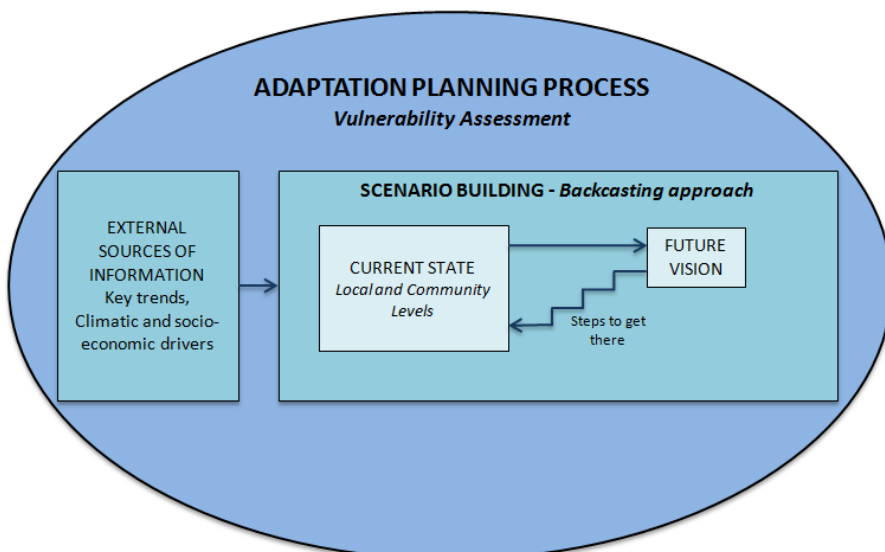 ADAPTATION PLANNING PROCESS
Vulnerability Assessment
EXTERNAL
SOURCES OF
INFORMATION
Key trends,
Climatic and socio-
economic drivers
SCENARIO BUILDING - Backcasting approach
CURRENT STATE
Local and Community
Levels
FUTURE
VISION
Steps to get
there